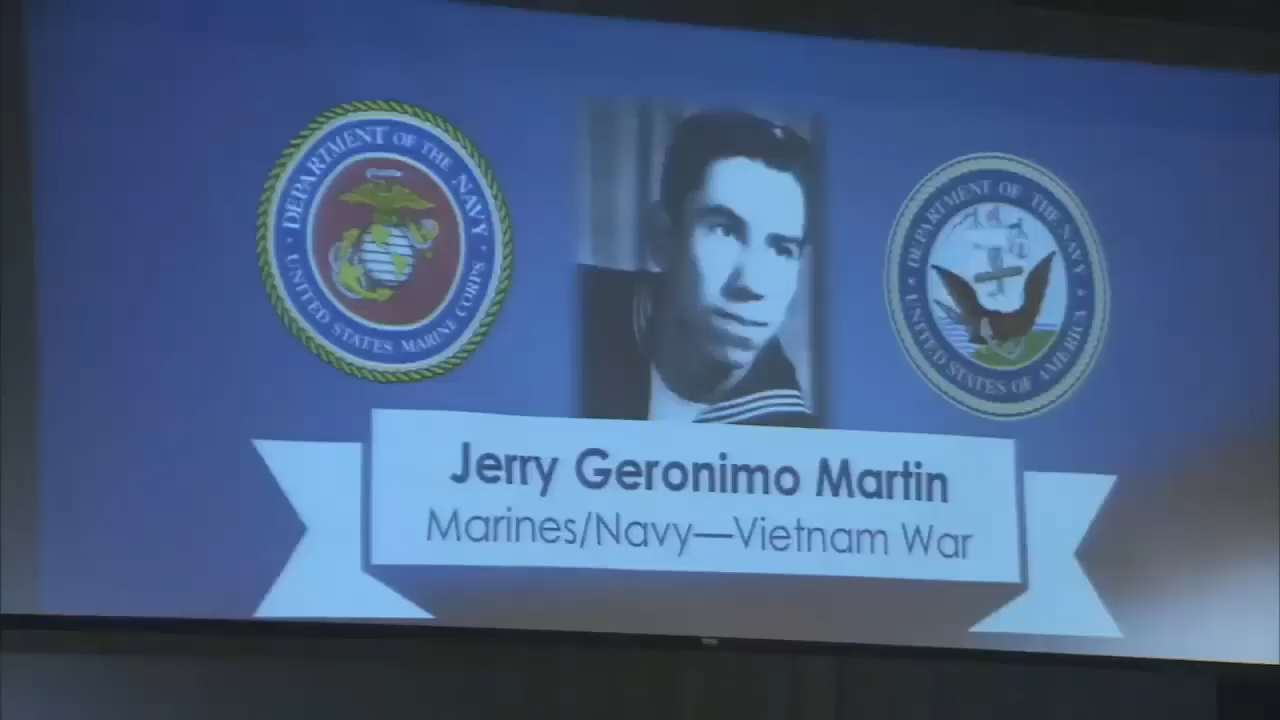 DEPARTMENT OF THE NAVY
UNITED STATES MARINE CORPS
DEPARTMENT OF THE NAVY
UNITED STATES OF AMERICA
Jerry Geronimo Martin
Marines/Navy—Vietnam War